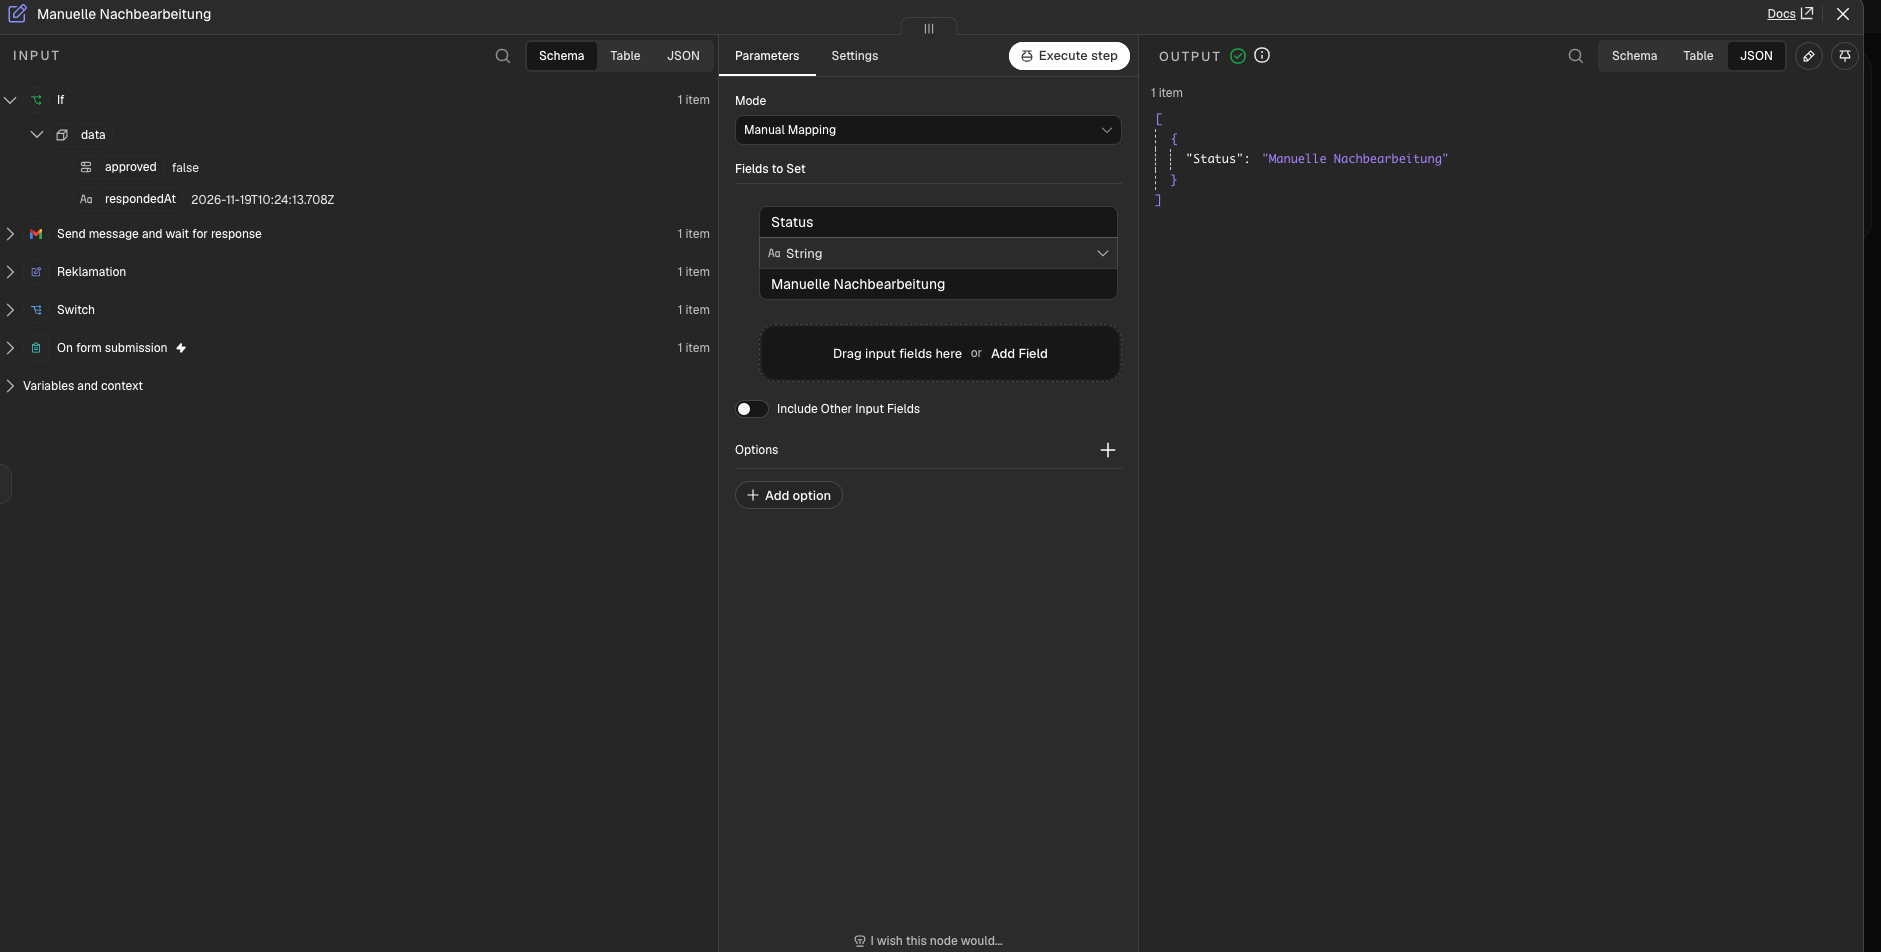 Manuelle Nachbearbeitung
Docs
INPUT
Schema Table JSON
If 1 item
data
approved false
Aa respondedAt 2026-11-19T10:24:13.708Z
Send message and wait for response 1 item
Reklamation 1 item
Switch 1 item
On form submission 1 item
Variables and context
Parameters Settings Execute step
Mode
Manual Mapping
Fields to Set
Status
Aa String
Manuelle Nachbearbeitung
Drag input fields here or Add Field
Include Other Input Fields
Options
Add option
I wish this node would...
OUTPUT
Schema Table JSON
1 item
[
{
"Status": "Manuelle Nachbearbeitung"
}
]